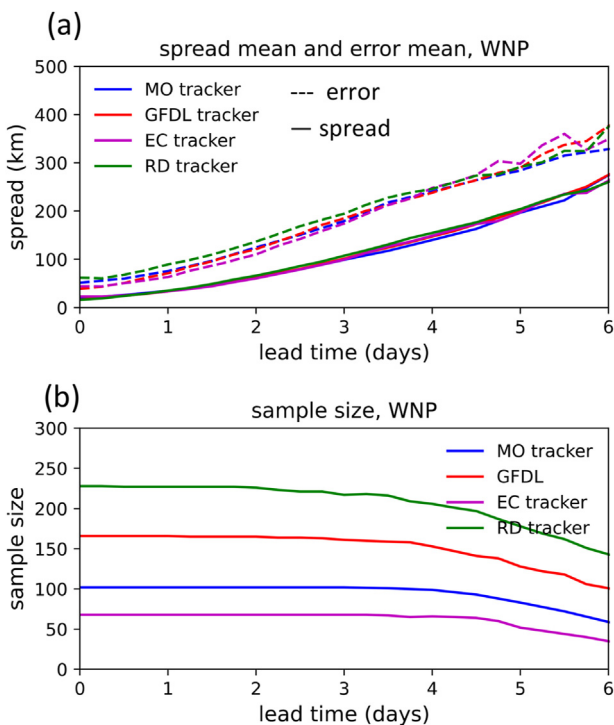 (a)
spread mean and error mean, WNP
500
400
300
200
100
0
spread (km)
MO tracker
GFDL tracker
EC tracker
RD tracker
error
spread
0 1 2 3 4 5 6
lead time (days)
(b)
sample size, WNP
300
250
200
150
100
50
0
sample size
MO tracker
GFDL
EC tracker
RD tracker
0 1 2 3 4 5 6
lead time (days)